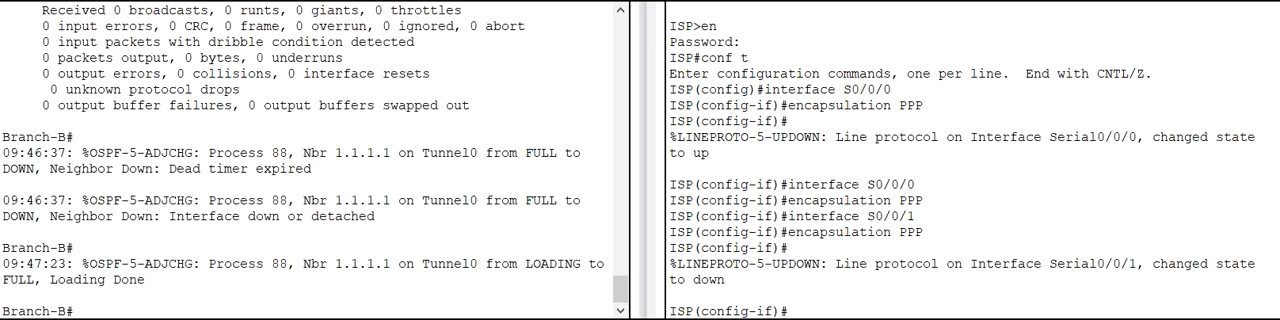 Received 0 broadcasts, 0 runts, 0 giants, 0 throttles
0 input errors, 0 CRC, 0 frame, 0 overrun, 0 ignored, 0 abort
0 input packets with dribble condition detected
0 packets output, 0 bytes, 0 underruns
0 output errors, 0 collisions, 0 interface resets
0 unknown protocol drops
0 output buffer failures, 0 output buffers swapped out
Branch-B#
09:46:37: %OSPF-5-ADJCHG: Process 88, Nbr 1.1.1.1 on Tunnel0 from FULL to
DOWN, Neighbor Down: Dead timer expired
09:46:37: %OSPF-5-ADJCHG: Process 88, Nbr 1.1.1.1 on Tunnel0 from FULL to
DOWN, Neighbor Down: Interface down or detached
Branch-B#
09:47:23: %OSPF-5-ADJCHG: Process 88, Nbr 1.1.1.1 on Tunnel0 from LOADING to
FULL, Loading Done
Branch-B#
ISP>en
Password:
ISP#conf t
Enter configuration commands, one per line.  End with CNTL/Z.
ISP(config)#interface S0/0/0
ISP(config-if)#encapsulation PPP
ISP(config-if)#
%LINEPROTO-5-UPDOWN: Line protocol on Interface Serial0/0/0, changed state
to up
ISP(config-if)#interface S0/0/0
ISP(config-if)#encapsulation PPP
ISP(config-if)#interface S0/0/1
ISP(config-if)#encapsulation PPP
ISP(config-if)#
%LINEPROTO-5-UPDOWN: Line protocol on Interface Serial0/0/1, changed state
to down
ISP(config-if)#